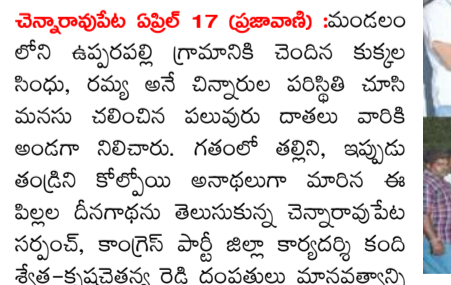 చెన్నారావుపేట ఏప్రిల్ 17 (ప్రజావాణి) :మండలం
లోని ఉప్పరపల్లి గ్రామానికి చెందిన కుక్కల
సింధు, రమ్య అనే చిన్నారుల పరిస్థితి చూసి
మనసు చలించిన పలువురు దాతలు వారికి
అండగా నిలిచారు. గతంలో తల్లిని, ఇప్పుడు
తండ్రిని కోల్పోయి అనాథలుగా మారిన ఈ
పిల్లల దీనగాథను తెలుసుకున్న చెన్నారావుపేట
సర్పంచ్, కాంగ్రెస్ పార్టీ జిల్లా కార్యదర్శి కంది
శ్వేత-కృష్ణచైతన్య రెడ్డి దంపతులు మానవత్వాన్ని